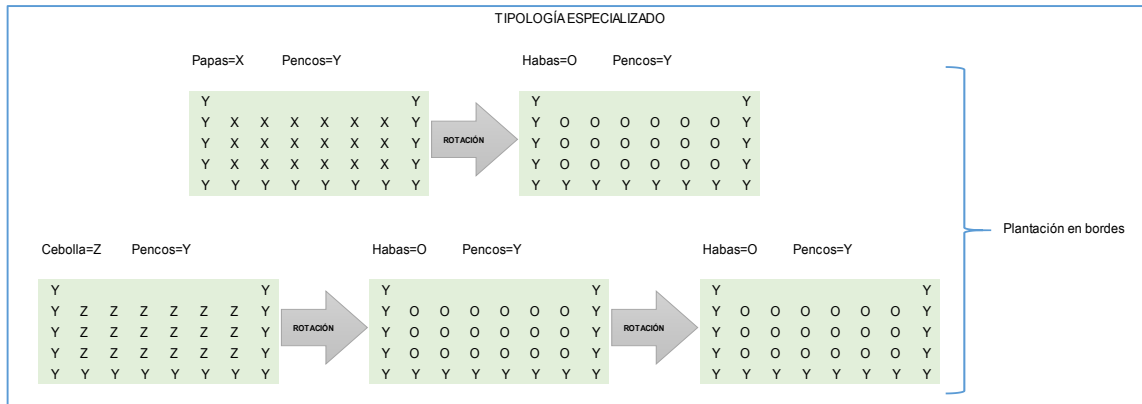 TIPOLOGÍA ESPECIALIZADO
Papas=X Pencos=Y Habas=O Pencos=Y
Y Y Y Y
Y X X X X X X Y ROTACIÓN Y O O O O O O Y
Y X X X X X X Y Y O O O O O O Y
Y X X X X X X Y Y O O O O O O Y
Y Y Y Y Y Y Y Y Y Y Y Y Y Y Y Y
Plantación en bordes
Cebolla=Z Pencos=Y Habas=O Pencos=Y Habas=O Pencos=Y
Y Y Y Y Y Y
Y Z Z Z Z Z Z Y Y O O O O O O Y Y O O O O O O Y
Y Z Z Z Z Z Z Y ROTACIÓN Y O O O O O O Y ROTACIÓN Y O O O O O O Y
Y Z Z Z Z Z Z Y Y O O O O O O Y Y O O O O O O Y
Y Y Y Y Y Y Y Y Y Y Y Y Y Y Y Y Y Y Y Y Y Y Y Y